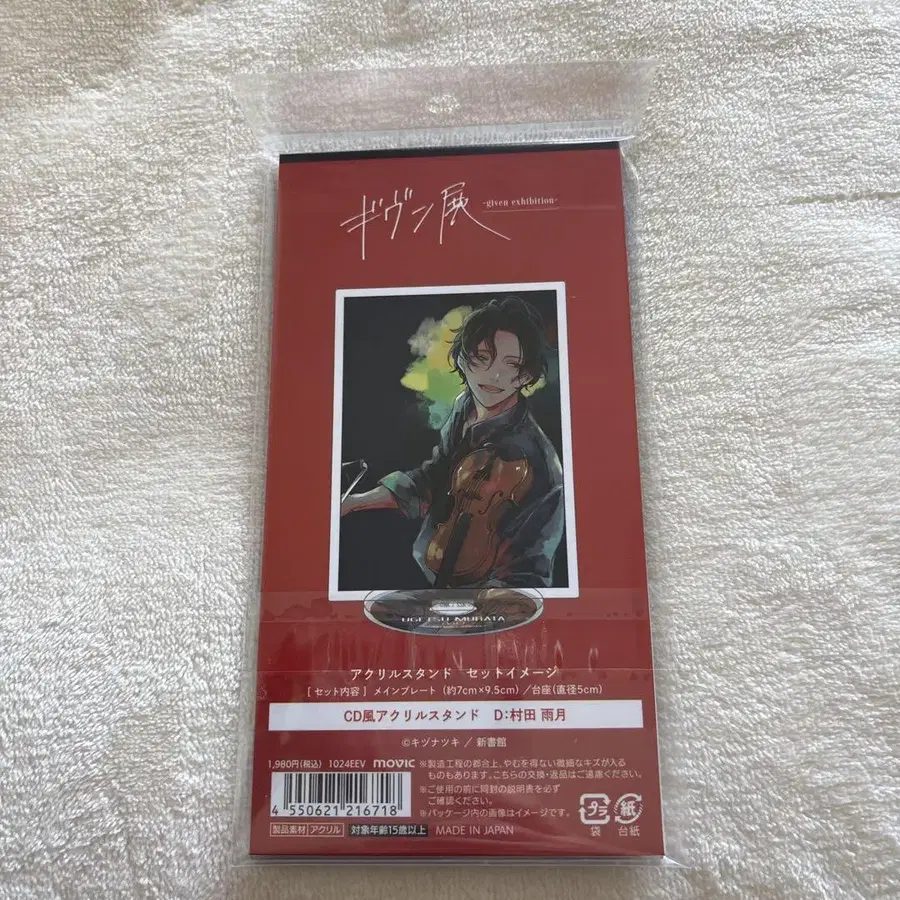 ギヴン展 -given exhibition-
UGETSU MURATA
アクリルスタンド セットイメージ
[ セット内容 ] メインプレート (約7cm×9.5cm) /台座(直径5cm)
CD風アクリルスタンド D:村田 雨月
©キヅナツキ / 新書館
1,980円(税込) 1024EEV movic
4 550621 216718
製品素材 アクリル 対象年齢15歳以上 MADE IN JAPAN
※製造工程の都合上、やむを得ない微細なキズが入る
ものもあります。こちらの交換・返品はご遠慮ください。
※ご使用の前に同封の説明表を必ず
ご確認ください。
※パッケージ内の画像はイメージです。
プラ 袋
紙 台紙